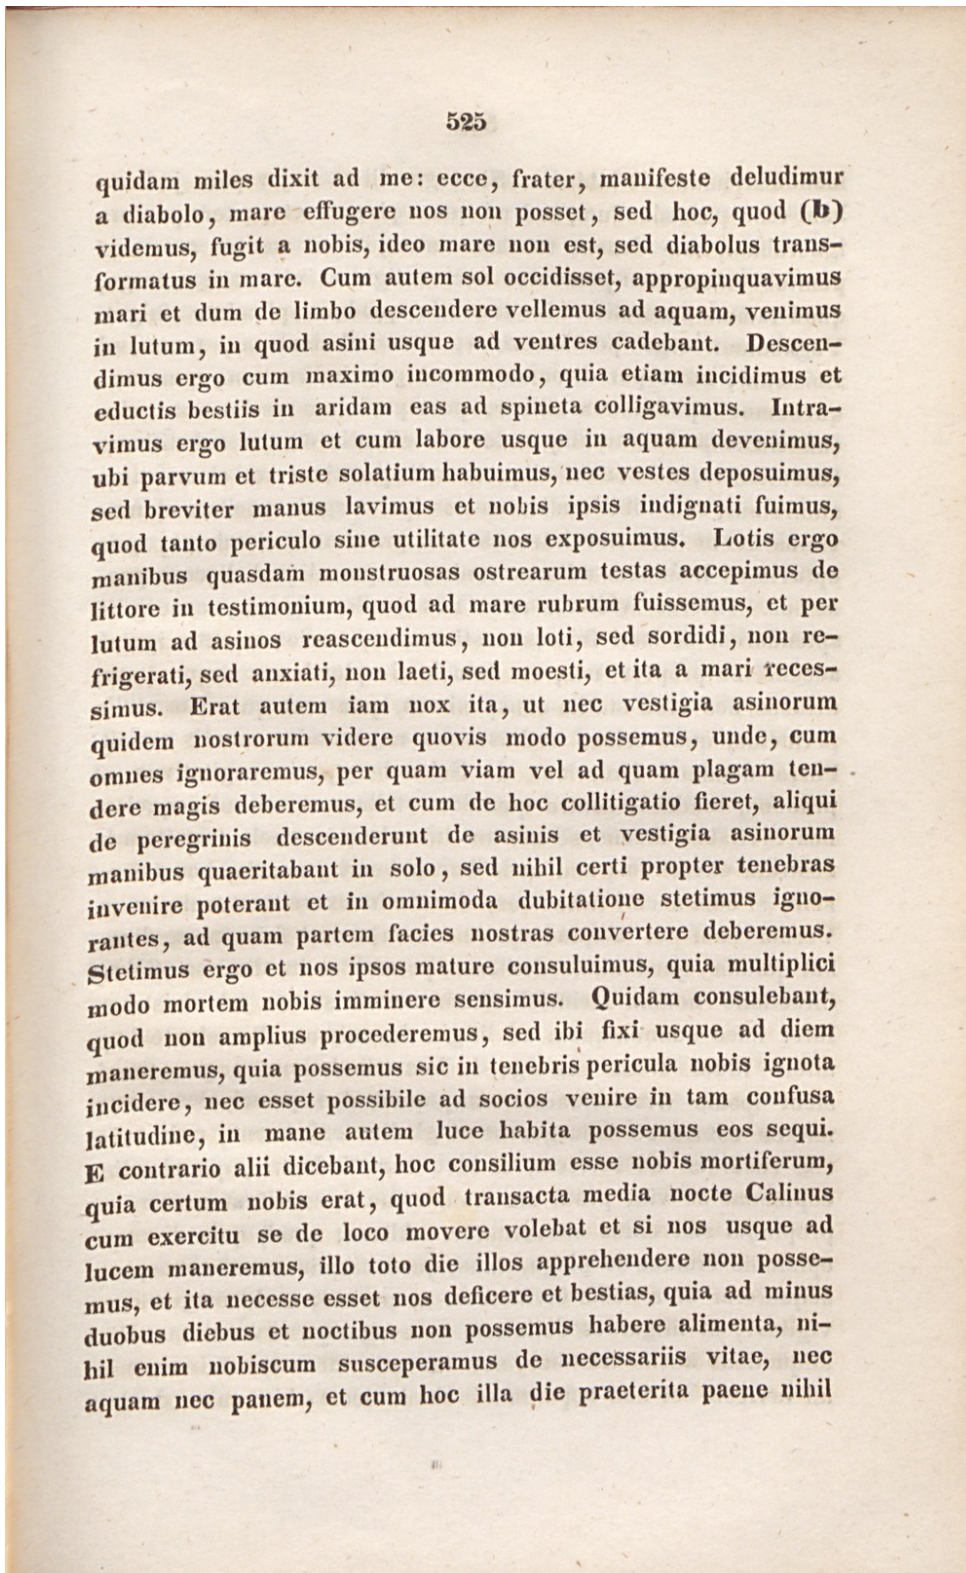 525
quidam miles dixit ad me: ecce, frater, manifeste deludimur
a diabolo, mare effugere nos non posset, sed hoc, quod (b)
videmus, fugit a nobis, ideo mare non est, sed diabolus trans-
formatus in mare. Cum autem sol occidisset, appropinquavimus
mari et dum de limbo descendere vellemus ad aquam, venimus
in lutum, in quod asini usque ad ventres cadebant. Descen-
dimus ergo cum maximo incommodo, quia etiam incidimus et
eductis bestiis in aridam eas ad spineta colligavimus. Intra-
vimus ergo lutum et cum labore usque in aquam devenimus,
ubi parvum et triste solatium habuimus, nec vestes deposuimus,
sed breviter manus lavimus et nobis ipsis indignati fuimus,
quod tanto periculo sine utilitate nos exposuimus. Lotis ergo
manibus quasdam monstruosas ostrearum testas accepimus de
littore in testimonium, quod ad mare rubrum fuissemus, et per
lutum ad asinos reascendimus, non loti, sed sordidi, non re-
frigerati, sed anxiati, non laeti, sed moesti, et ita a mari reces-
simus. Erat autem iam nox ita, ut nec vestigia asinorum
quidem nostrorum videre quovis modo possemus, unde, cum
omnes ignoraremus, per quam viam vel ad quam plagam ten-
dere magis deberemus, et cum de hoc collitigatio fieret, aliqui
de peregrinis descenderunt de asinis et vestigia asinorum
manibus quaeritabant in solo, sed nihil certi propter tenebras
invenire poterant et in omnimoda dubitatione stetimus igno-
rantes, ad quam partem facies nostras convertere deberemus.
Stetimus ergo et nos ipsos mature consuluimus, quia multiplici
modo mortem nobis imminere sensimus. Quidam consulebant,
quod non amplius procederemus, sed ibi fixi usque ad diem
maneremus, quia possemus sic in tenebris pericula nobis ignota
incidere, nec esset possibile ad socios venire in tam confusa
latitudine, in mane autem luce habita possemus eos sequi.
E contrario alii dicebant, hoc consilium esse nobis mortiferum,
quia certum nobis erat, quod transacta media nocte Calinus
cum exercitu se de loco movere volebat et si nos usque ad
lucem maneremus, illo toto die illos apprehendere non posse-
mus, et ita necesse esset nos deficere et bestias, quia ad minus
duobus diebus et noctibus non possemus habere alimenta, ni-
hil enim nobiscum susceperamus de necessariis vitae, nec
aquam nec panem, et cum hoc illa die praeterita paene nihil